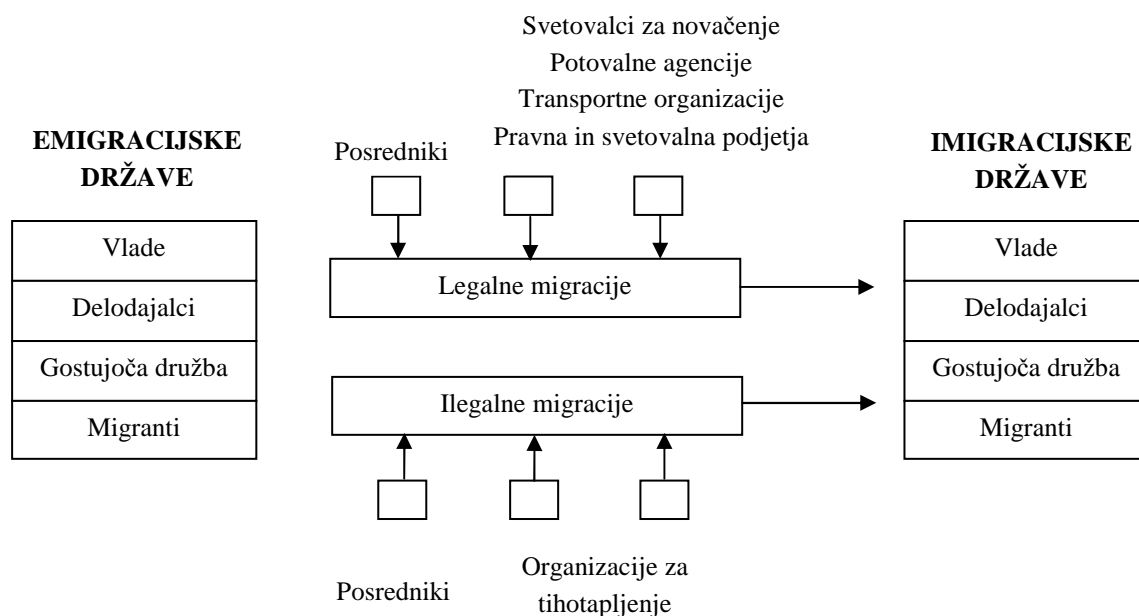 Svetovalci za novačenje
Potovalne agencije
Transportne organizacije
Pravna in svetovalna podjetja
Posredniki
EMIGRACIJSKE
DRŽAVE
Vlade
Delodajalci
Gostujoča družba
Migranti
Legalne migracije
Ilegalne migracije
IMIGRACIJSKE
DRŽAVE
Vlade
Delodajalci
Gostujoča družba
Migranti
Posredniki
Organizacije za
tihotapljenje